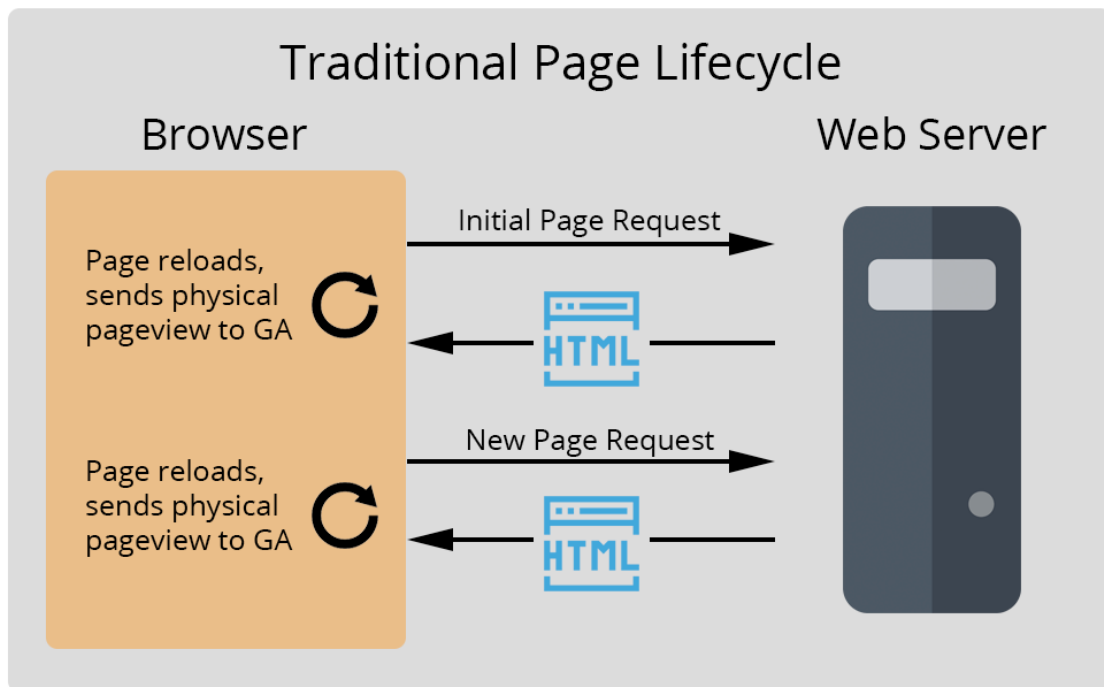 Traditional Page Lifecycle
Browser
Web Server
Initial Page Request
Page reloads,
sends physical
pageview to GA
HTML
New Page Request
Page reloads,
sends physical
pageview to GA
HTML